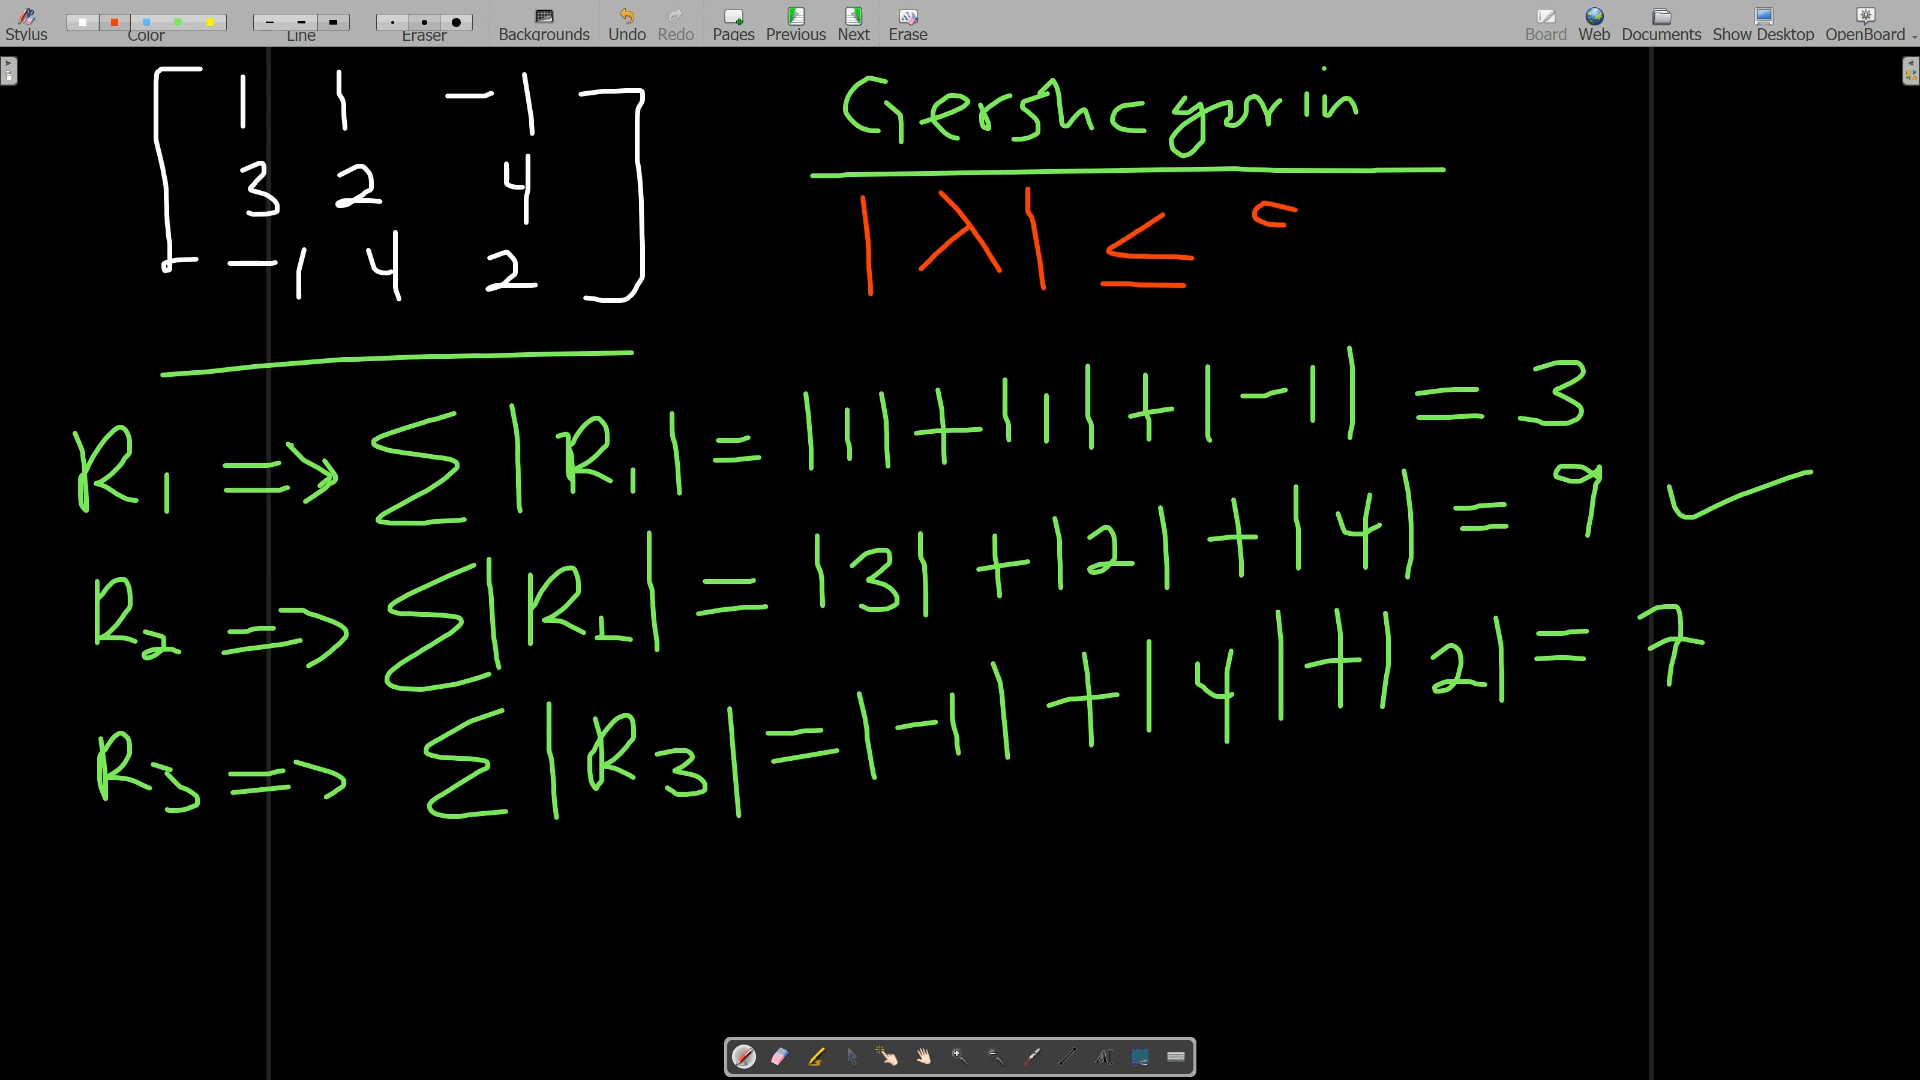 Stylus Color Line Eraser Backgrounds Undo Redo Pages Previous Next Erase Board Web Documents Show Desktop OpenBoard
[ 1 1 -1
3 2 4
-1 4 2 ]
Gershcgorin
|λ| ≤
R1 => Σ|R1| = |1|+|1|+|-1| = 3
R2 => Σ|R2| = |3|+|2|+|4| = 9 ✓
R3 => Σ|R3| = |-1|+|4|+|2| = 7